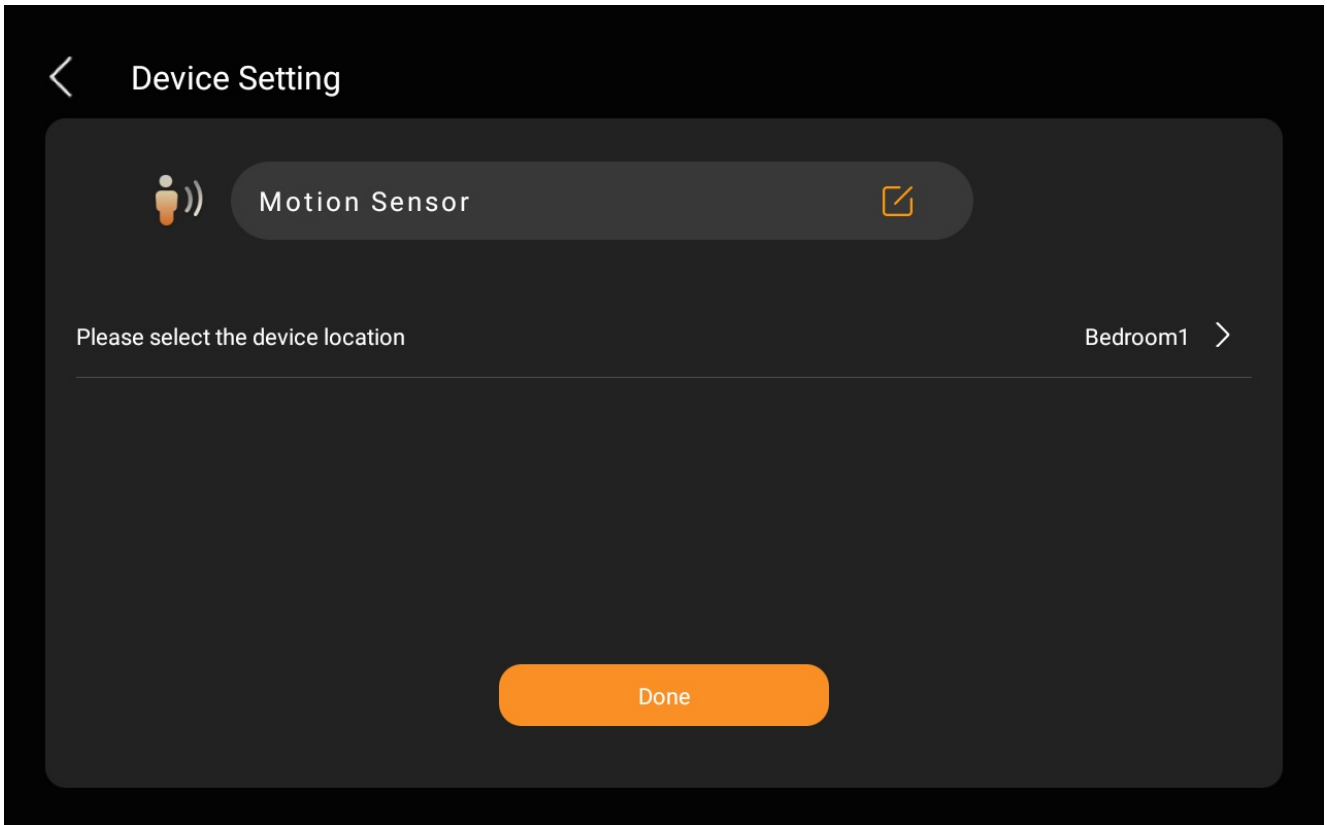 Device Setting
Motion Sensor
Please select the device location
Bedroom1
Done